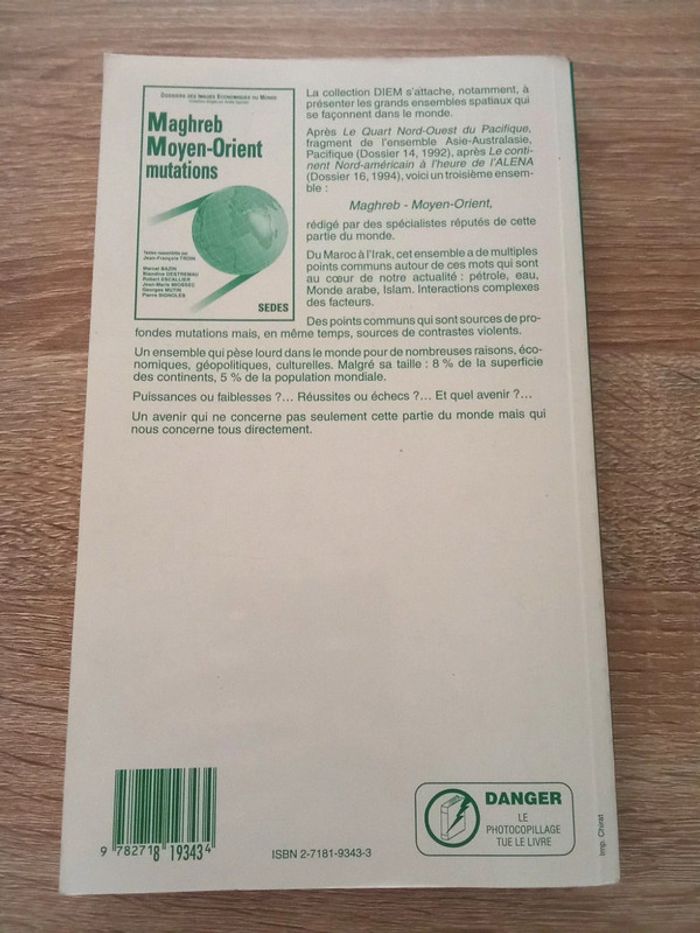 DOSSIERS DES IMAGES ECONOMIQUES DU MONDE
Maghreb
Moyen-Orient
mutations
Textes rassemblés par
Jean-François TROIN
Marcel BAZIN
Blandine DESTREMAU
Robert ESCALLIER
Jean-Marie MIOSSEC
Georges MUTIN
Pierre SIGNOLES
SEDES
La collection DIEM s'attache, notamment, à
présenter les grands ensembles spatiaux qui
se façonnent dans le monde.
Après Le Quart Nord-Ouest du Pacifique,
fragment de l'ensemble Asie-Australasie,
Pacifique (Dossier 14, 1992), après Le conti-
nent Nord-américain à l'heure de l'ALENA
(Dossier 16, 1994), voici un troisième ensem-
ble :
Maghreb - Moyen-Orient,
rédigé par des spécialistes réputés de cette
partie du monde.
Du Maroc à l'Irak, cet ensemble a de multiples
points communs autour de ces mots qui sont
au cœur de notre actualité : pétrole, eau,
Monde arabe, Islam. Interactions complexes
des facteurs.
Des points communs qui sont sources de pro-
fondes mutations mais, en même temps, sources de contrastes violents.
Un ensemble qui pèse lourd dans le monde pour de nombreuses raisons, éco-
nomiques, géopolitiques, culturelles. Malgré sa taille : 8 % de la superficie
des continents, 5 % de la population mondiale.
Puissances ou faiblesses ?... Réussites ou échecs ?... Et quel avenir ?...
Un avenir qui ne concerne pas seulement cette partie du monde mais qui
nous concerne tous directement.
9 782718 193434
ISBN 2-7181-9343-3
DANGER
LE
PHOTOCOPILLAGE
TUE LE LIVRE
Imp. Chirat